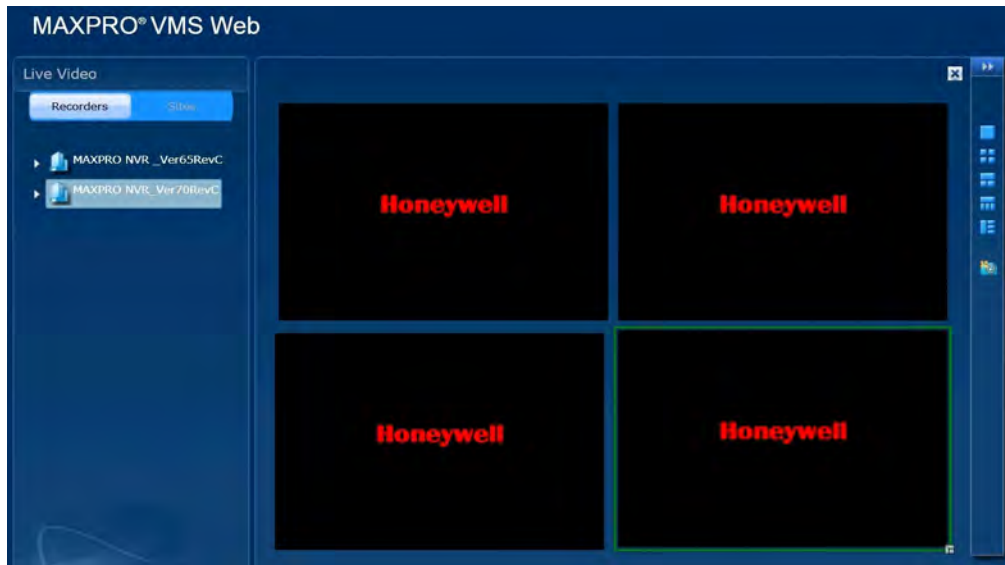 MAXPRO® VMS Web
Live Video
Recorders
Sites
MAXPRO NVR _Ver65RevC
MAXPRO NVR_Ver70RevC
Honeywell
Honeywell
Honeywell
Honeywell